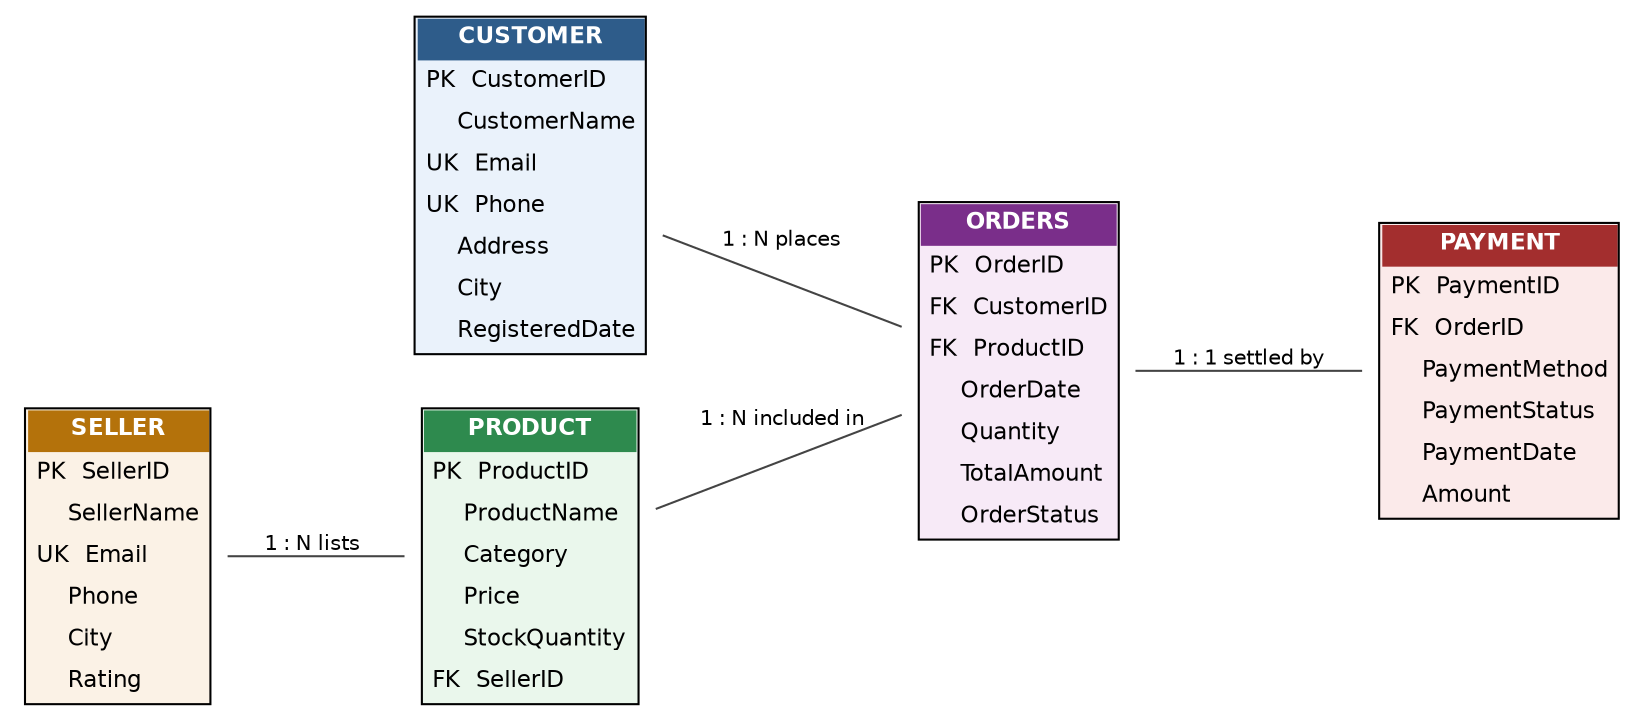 CUSTOMER
PK CustomerID
CustomerName
UK Email
UK Phone
Address
City
RegisteredDate
SELLER
PK SellerID
SellerName
UK Email
Phone
City
Rating
1 : N lists
PRODUCT
PK ProductID
ProductName
Category
Price
StockQuantity
FK SellerID
1 : N places
1 : N included in
ORDERS
PK OrderID
FK CustomerID
FK ProductID
OrderDate
Quantity
TotalAmount
OrderStatus
1 : 1 settled by
PAYMENT
PK PaymentID
FK OrderID
PaymentMethod
PaymentStatus
PaymentDate
Amount